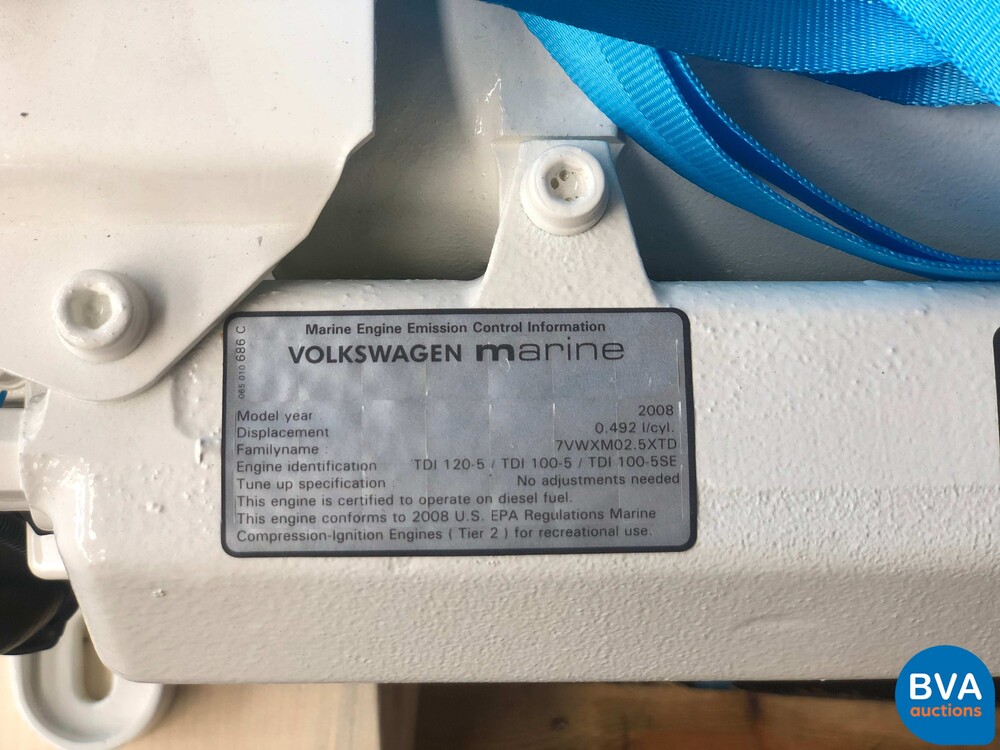 Marine Engine Emission Control Information
VOLKSWAGEN marine
065 010 686 C
Model year 2008
Displacement 0.492 l/cyl.
Familyname : 7VWXM02.5XTD
Engine identification TDI 120-5 / TDI 100-5 / TDI 100-5SE
Tune up specification : No adjustments needed
This engine is certified to operate on diesel fuel.
This engine conforms to 2008 U.S. EPA Regulations Marine
Compression-Ignition Engines ( Tier 2 ) for recreational use.
BVA
auctions